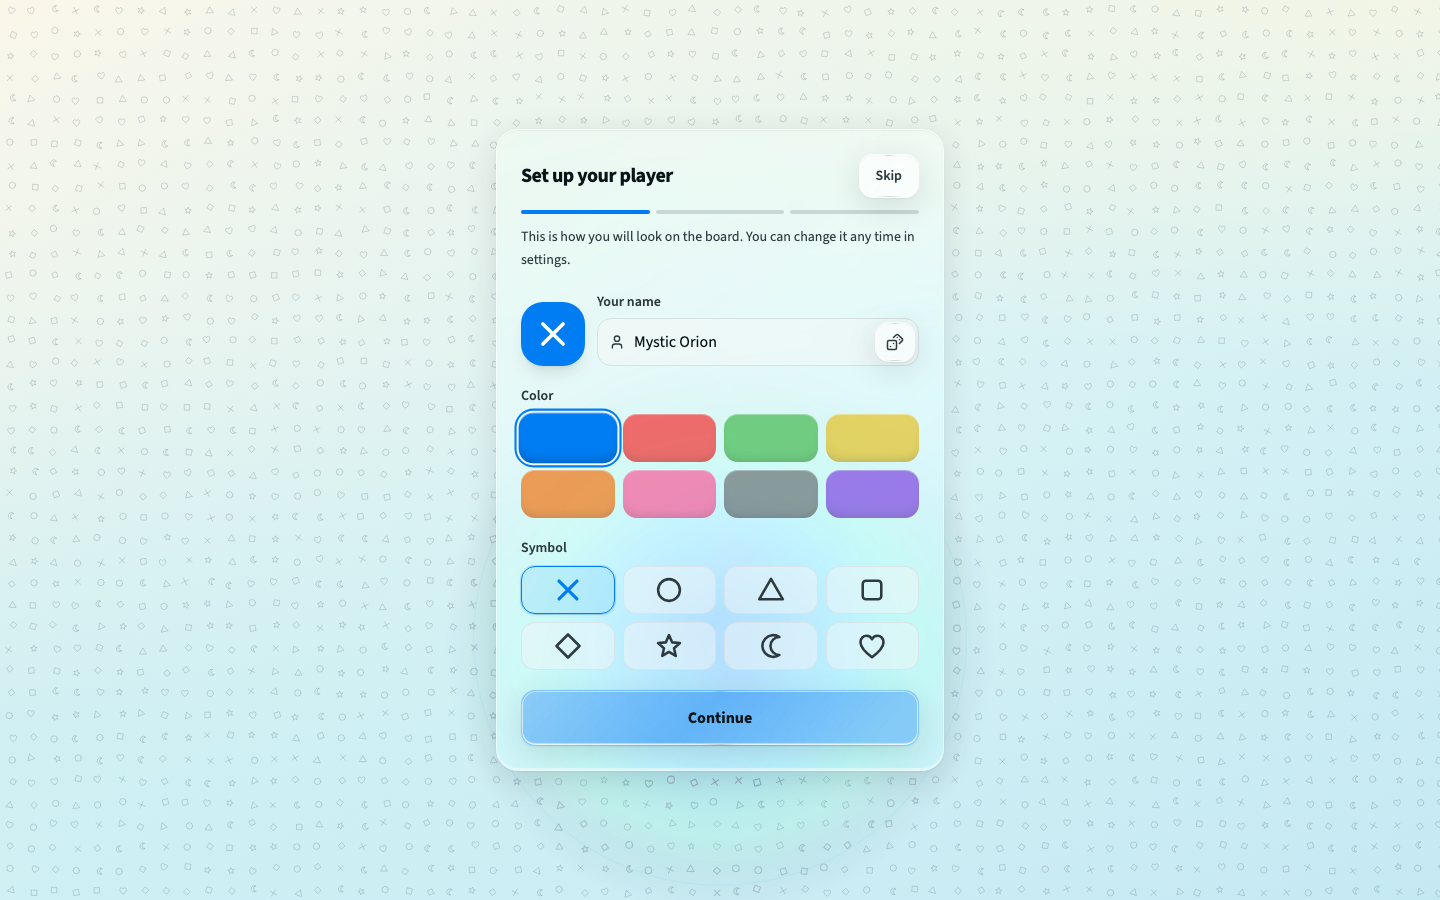 Set up your player
Skip
This is how you will look on the board. You can change it any time in
settings.
Your name
Mystic Orion
Color
Symbol
Continue